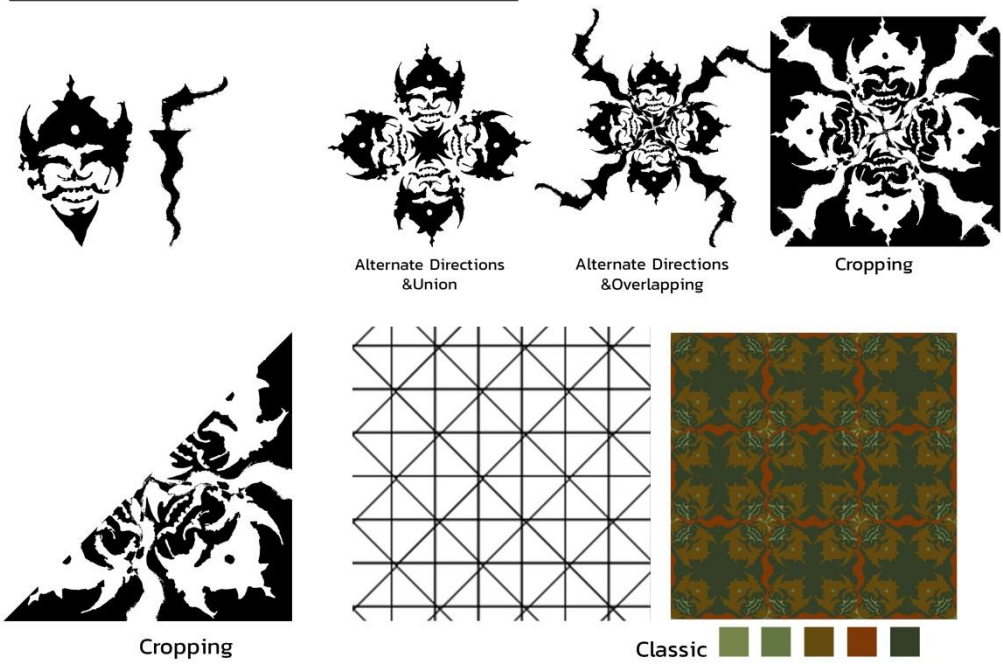 Alternate Directions
&Union
Alternate Directions
&Overlapping
Cropping
Cropping
Classic